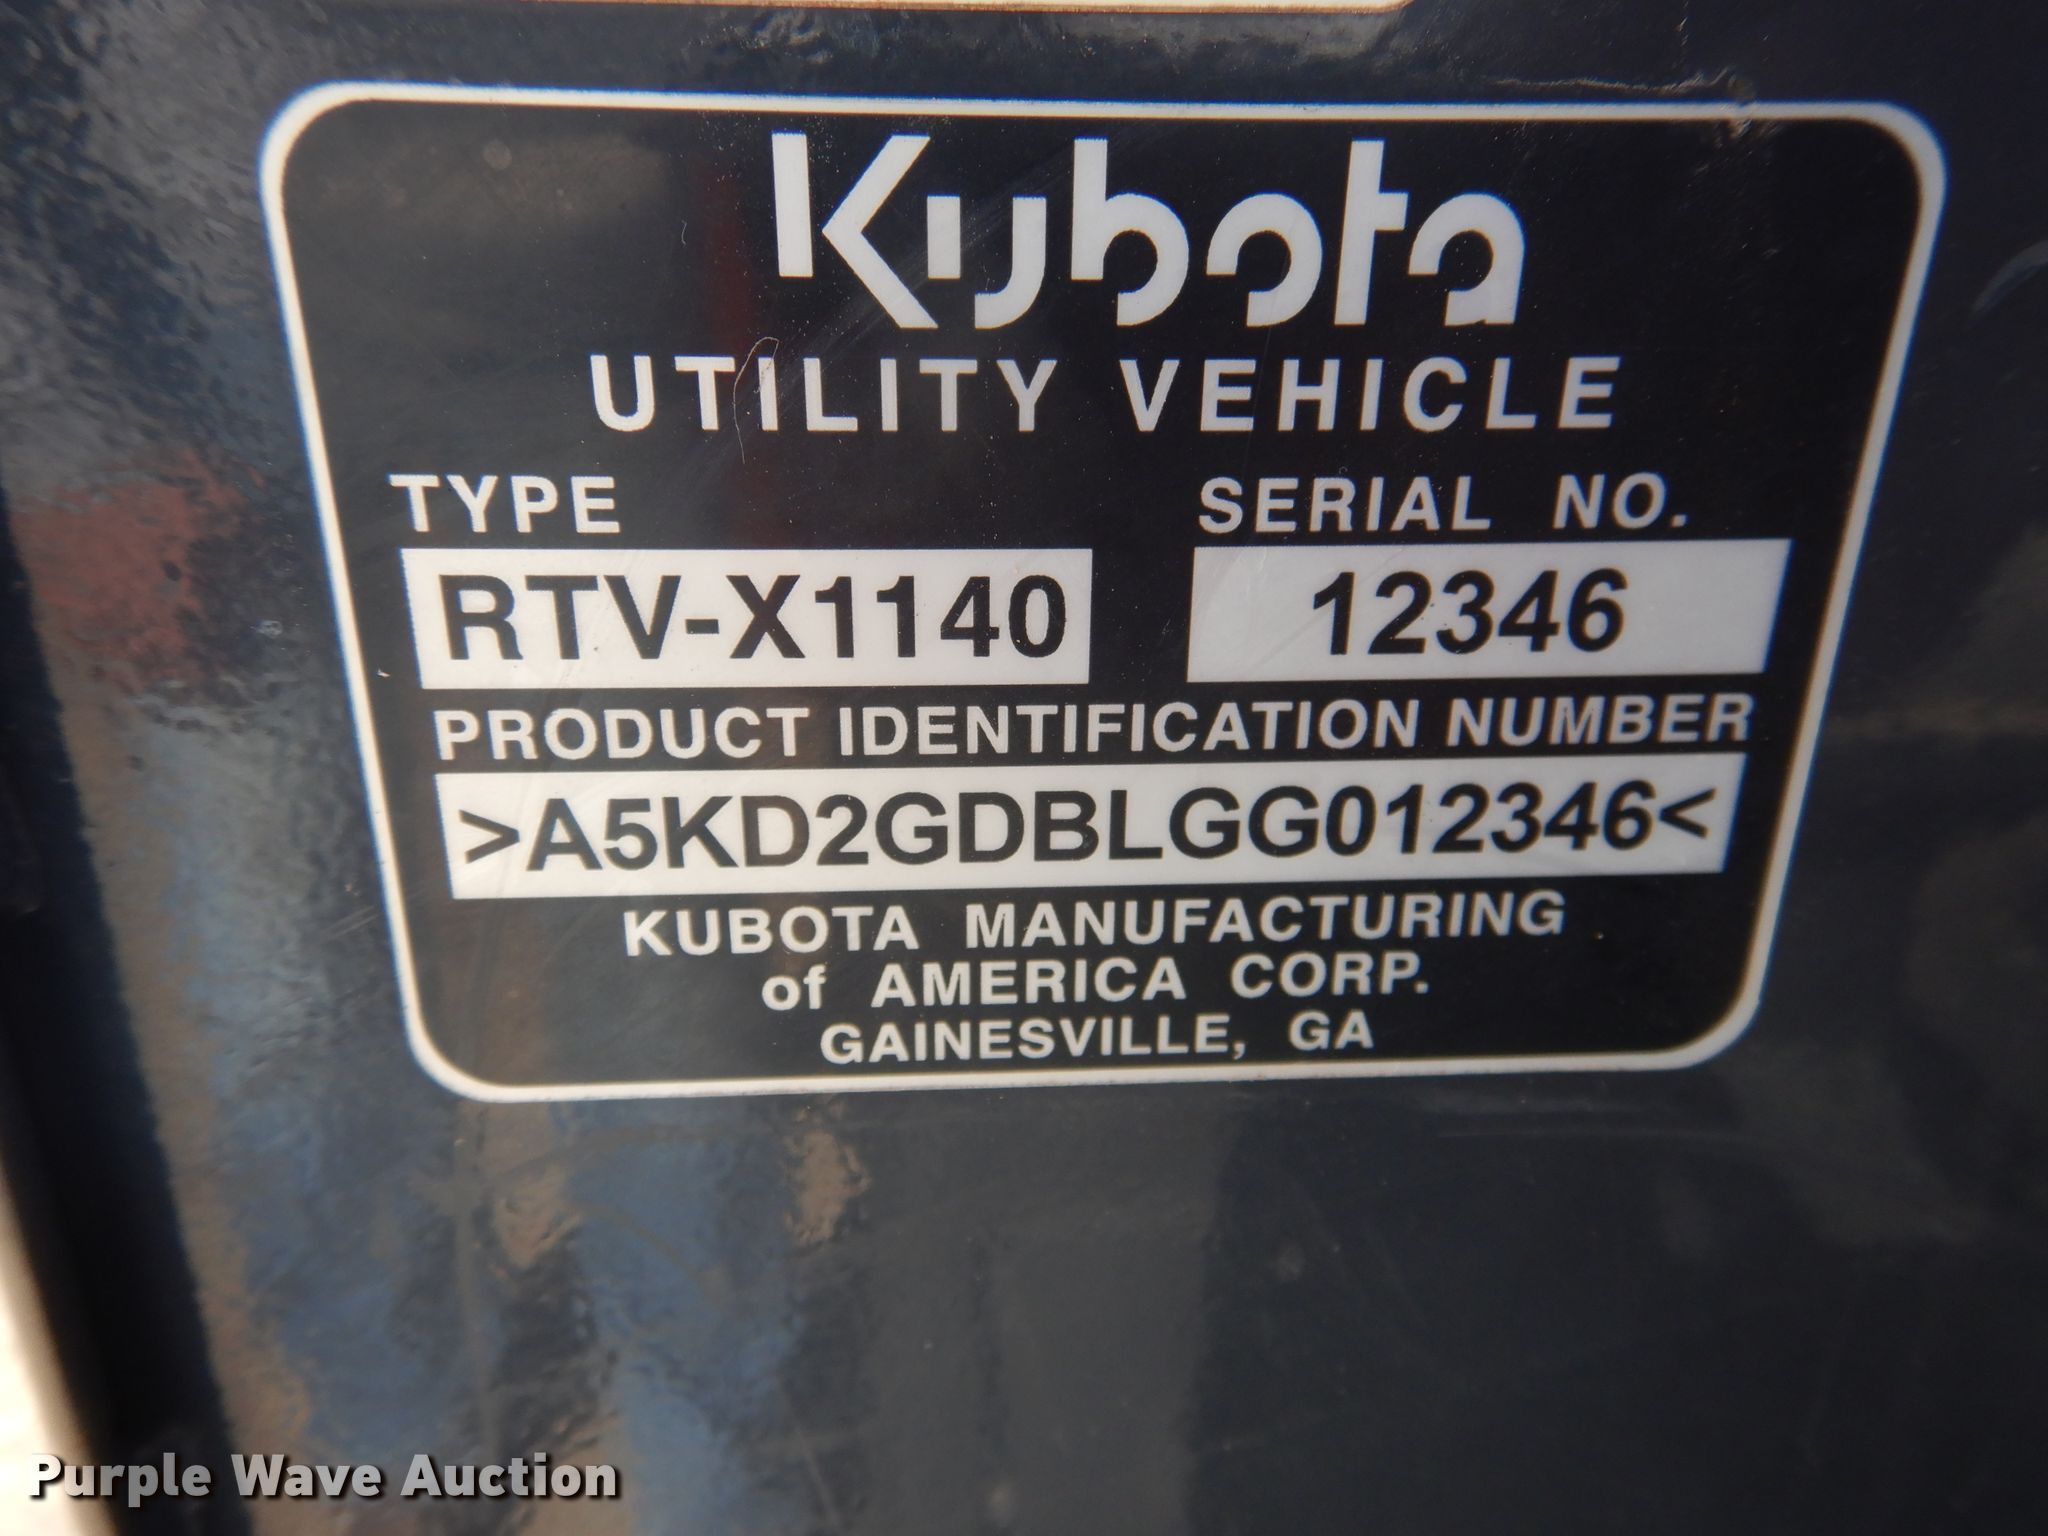 Kubota
UTILITY VEHICLE
TYPE SERIAL NO.
RTV-X1140 12346
PRODUCT IDENTIFICATION NUMBER
>A5KD2GDBLGG012346<
KUBOTA MANUFACTURING
of AMERICA CORP.
GAINESVILLE, GA
Purple Wave Auction